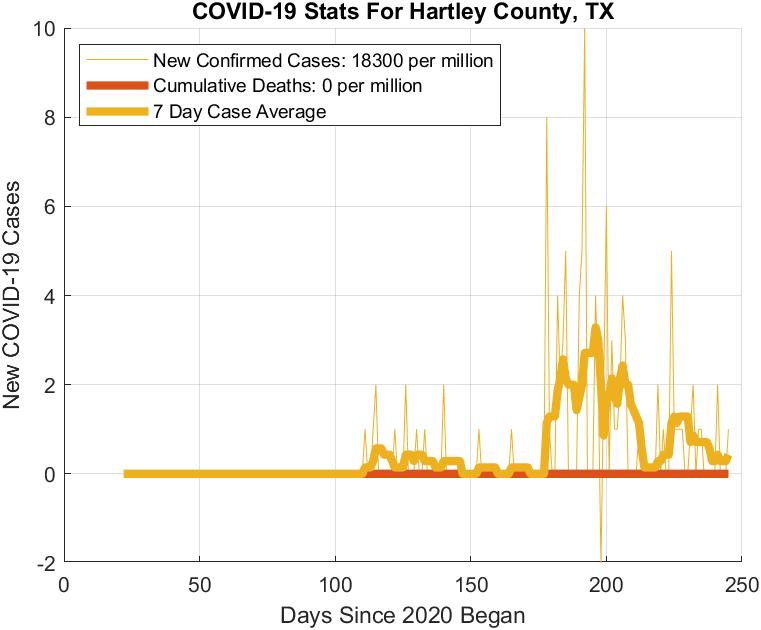 COVID-19 Stats For Hartley County, TX
New Confirmed Cases: 18300 per million
Cumulative Deaths: 0 per million
7 Day Case Average
New COVID-19 Cases
10
8
6
4
2
0
-2
0 50 100 150 200 250
Days Since 2020 Began